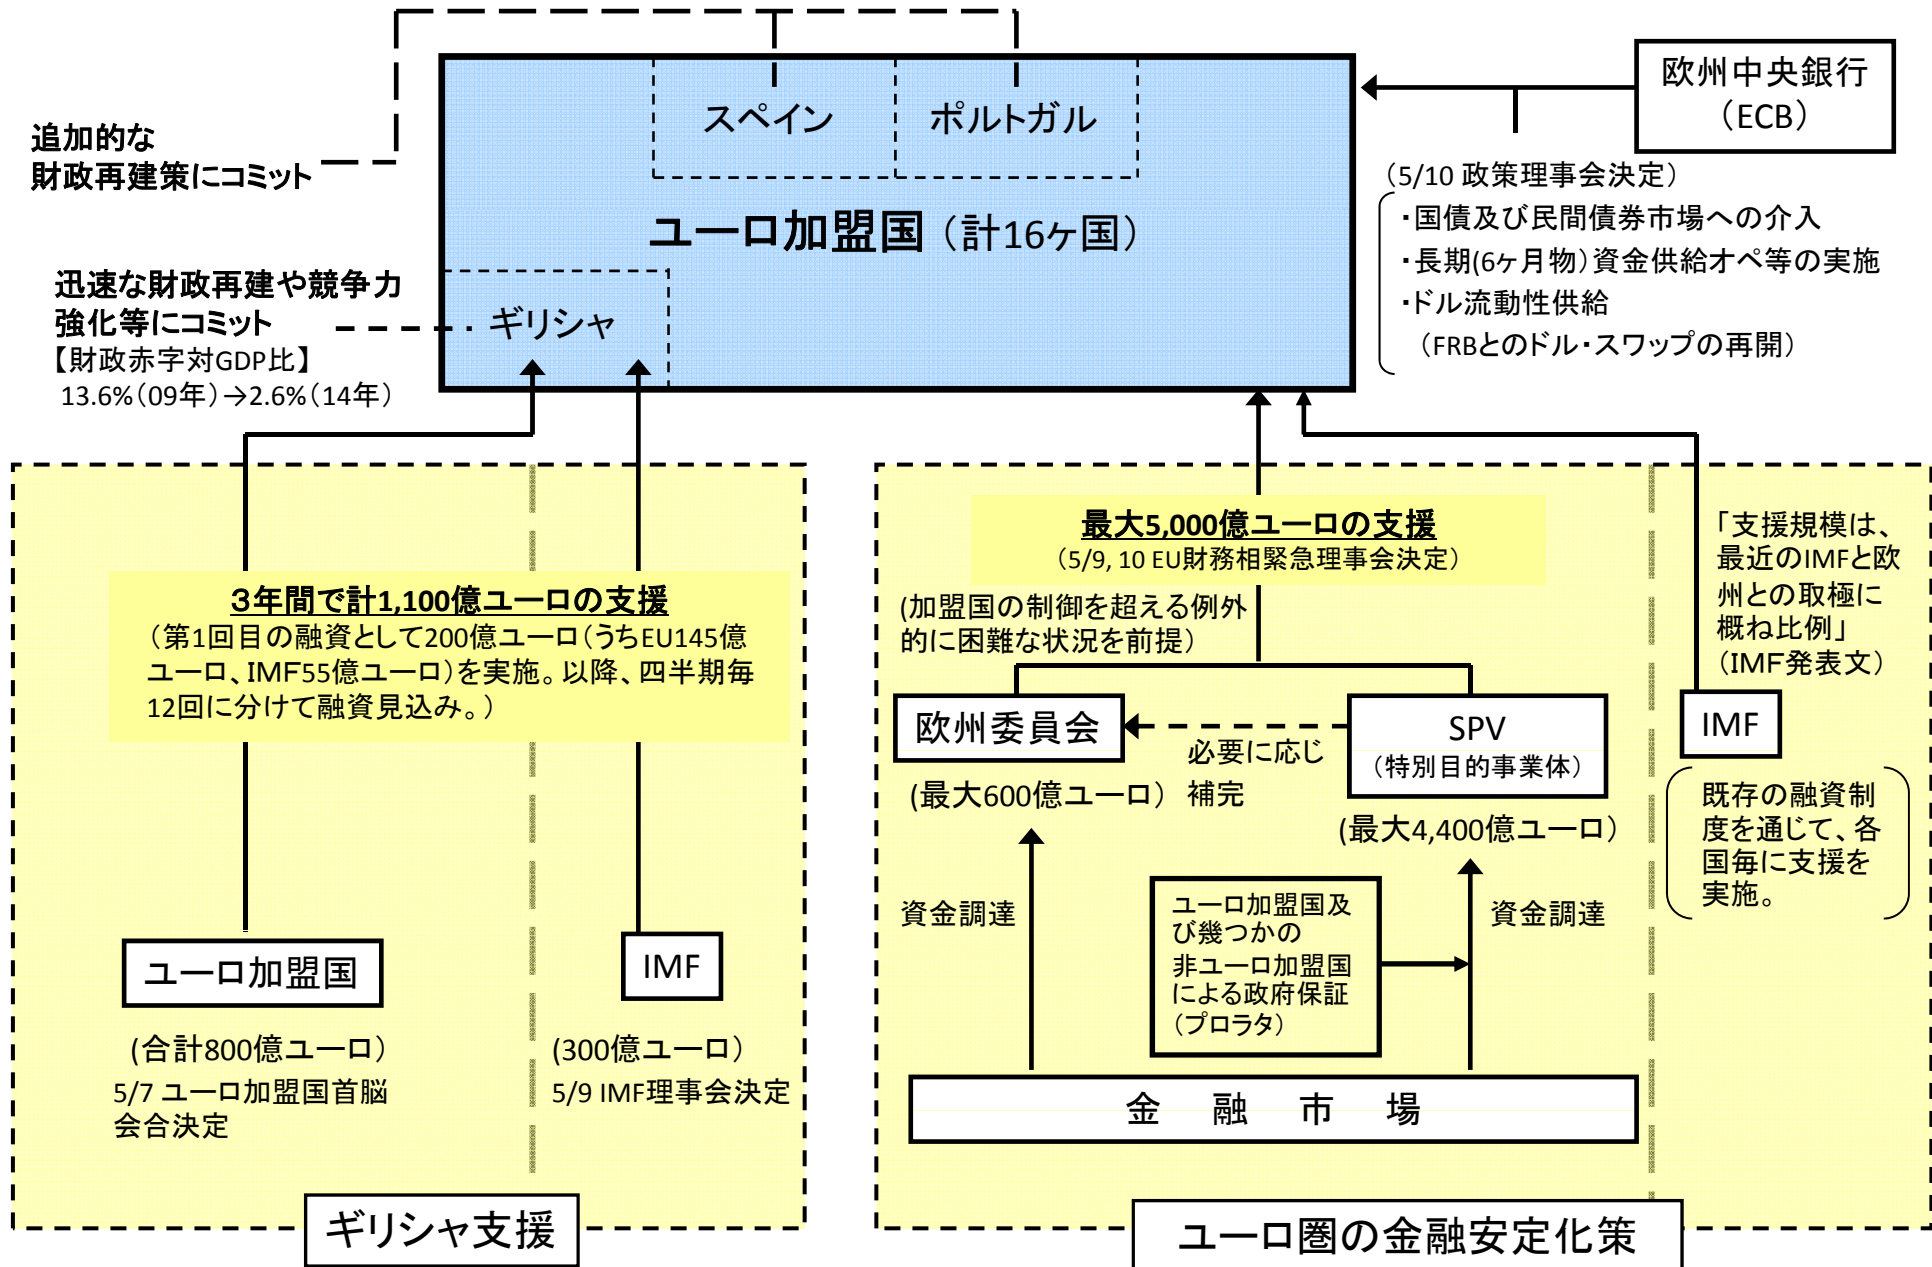 スペイン
ポルトガル
ユーロ加盟国（計16ヶ国）
ギリシャ
欧州中央銀行
（ECB）
（5/10 政策理事会決定）
・国債及び民間債券市場への介入
・長期(6ヶ月物）資金供給オペ等の実施
・ドル流動性供給
（FRBとのドル・スワップの再開）
追加的な
財政再建策にコミット
迅速な財政再建や競争力
強化等にコミット
【財政赤字対GDP比】
13.6%（09年）→2.6%（14年）
３年間で計1,100億ユーロの支援
（第1回目の融資として200億ユーロ（うちEU145億
ユーロ、IMF55億ユーロ）を実施。以降、四半期毎
12回に分けて融資見込み。）
ユーロ加盟国
(合計800億ユーロ）
5/7 ユーロ加盟国首脳
会合決定
IMF
(300億ユーロ）
5/9 IMF理事会決定
ギリシャ支援
最大5,000億ユーロの支援
（5/9, 10 EU財務相緊急理事会決定）
(加盟国の制御を超える例外
的に困難な状況を前提）
欧州委員会
(最大600億ユーロ）
必要に応じ
補完
SPV
（特別目的事業体）
(最大4,400億ユーロ）
資金調達
ユーロ加盟国及
び幾つかの
非ユーロ加盟国
による政府保証
（プロラタ）
資金調達
金融市場
「支援規模は、
最近のIMFと欧
州との取極に
概ね比例」
（IMF発表文）
IMF
既存の融資制
度を通じて、各
国毎に支援を
実施。
ユーロ圏の金融安定化策